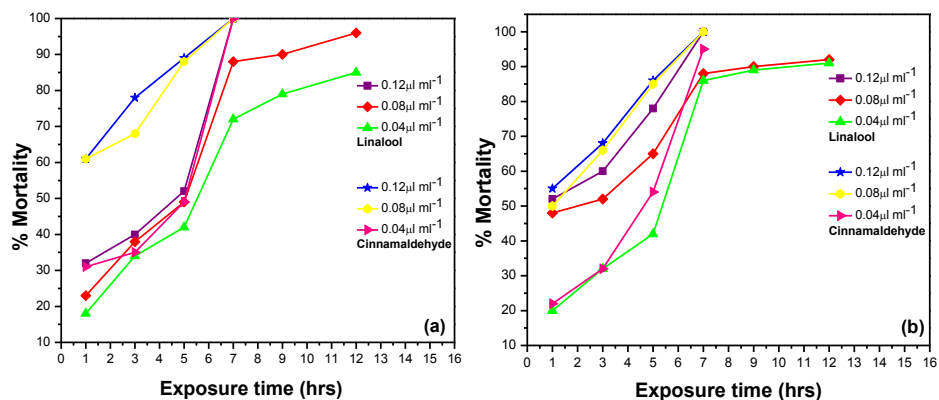 100
90
80
70
60
50
40
30
20
10
% Mortality
0 1 2 3 4 5 6 7 8 9 10 11 12 13 14 15 16
Exposure time (hrs)
0.12µl ml⁻¹
0.08µl ml⁻¹
0.04µl ml⁻¹
Linalool
0.12µl ml⁻¹
0.08µl ml⁻¹
0.04µl ml⁻¹
Cinnamaldehyde
(a)
100
90
80
70
60
50
40
30
20
10
% Mortality
0 1 2 3 4 5 6 7 8 9 10 11 12 13 14 15 16
Exposure time (hrs)
0.12µl ml⁻¹
0.08µl ml⁻¹
0.04µl ml⁻¹
Linalool
0.12µl ml⁻¹
0.08µl ml⁻¹
0.04µl ml⁻¹
Cinnamaldehyde
(b)